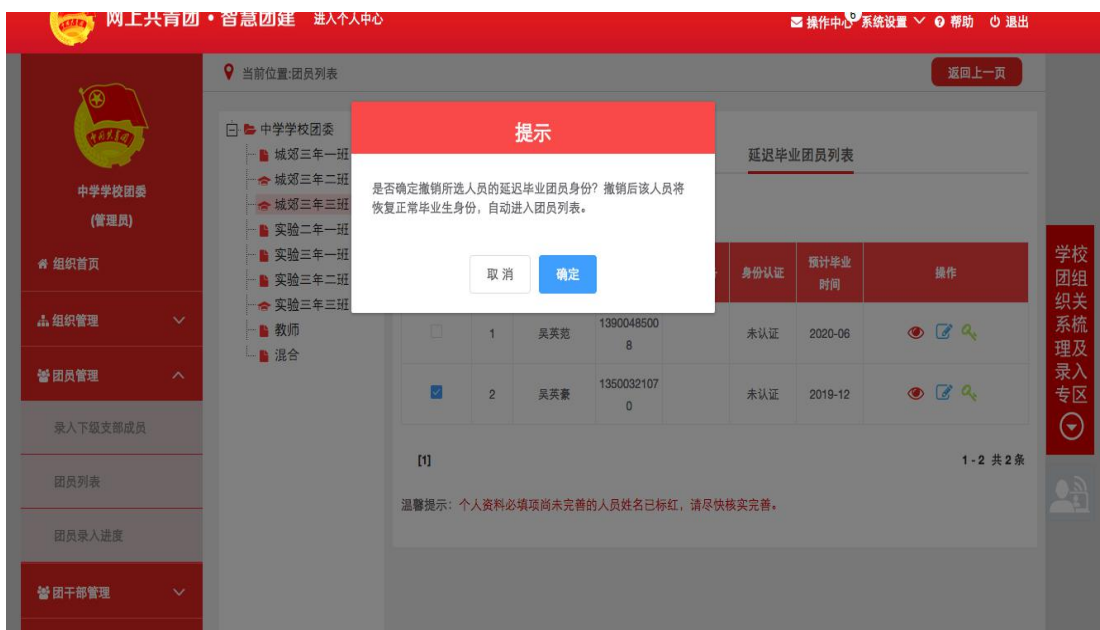 网上共青团·智慧团建 进入个人中心
操作中心 6 系统设置 帮助 退出
中学学校团委
(管理员)
组织首页
组织管理
团员管理
录入下级支部成员
团员列表
团员录入进度
团干部管理
当前位置:团员列表
返回上一页
中学学校团委
城郊三年一班
城郊三年二班
城郊三年三班
实验二年一班
实验三年一班
实验三年二班
实验三年三班
教师
混合
延迟毕业团员列表
提示
是否确定撤销所选人员的延迟毕业团员身份？撤销后该人员将
恢复正常毕业生身份，自动进入团员列表。
取消 确定
身份认证 预计毕业
时间 操作
1 吴英范 1390048500
8 未认证 2020-06
2 吴英豪 1350032107
0 未认证 2019-12
[1] 1-2 共2条
温馨提示：个人资料必填项尚未完善的人员姓名已标红，请尽快核实完善。
学校
团组
织关
系梳
理及
录入
专区